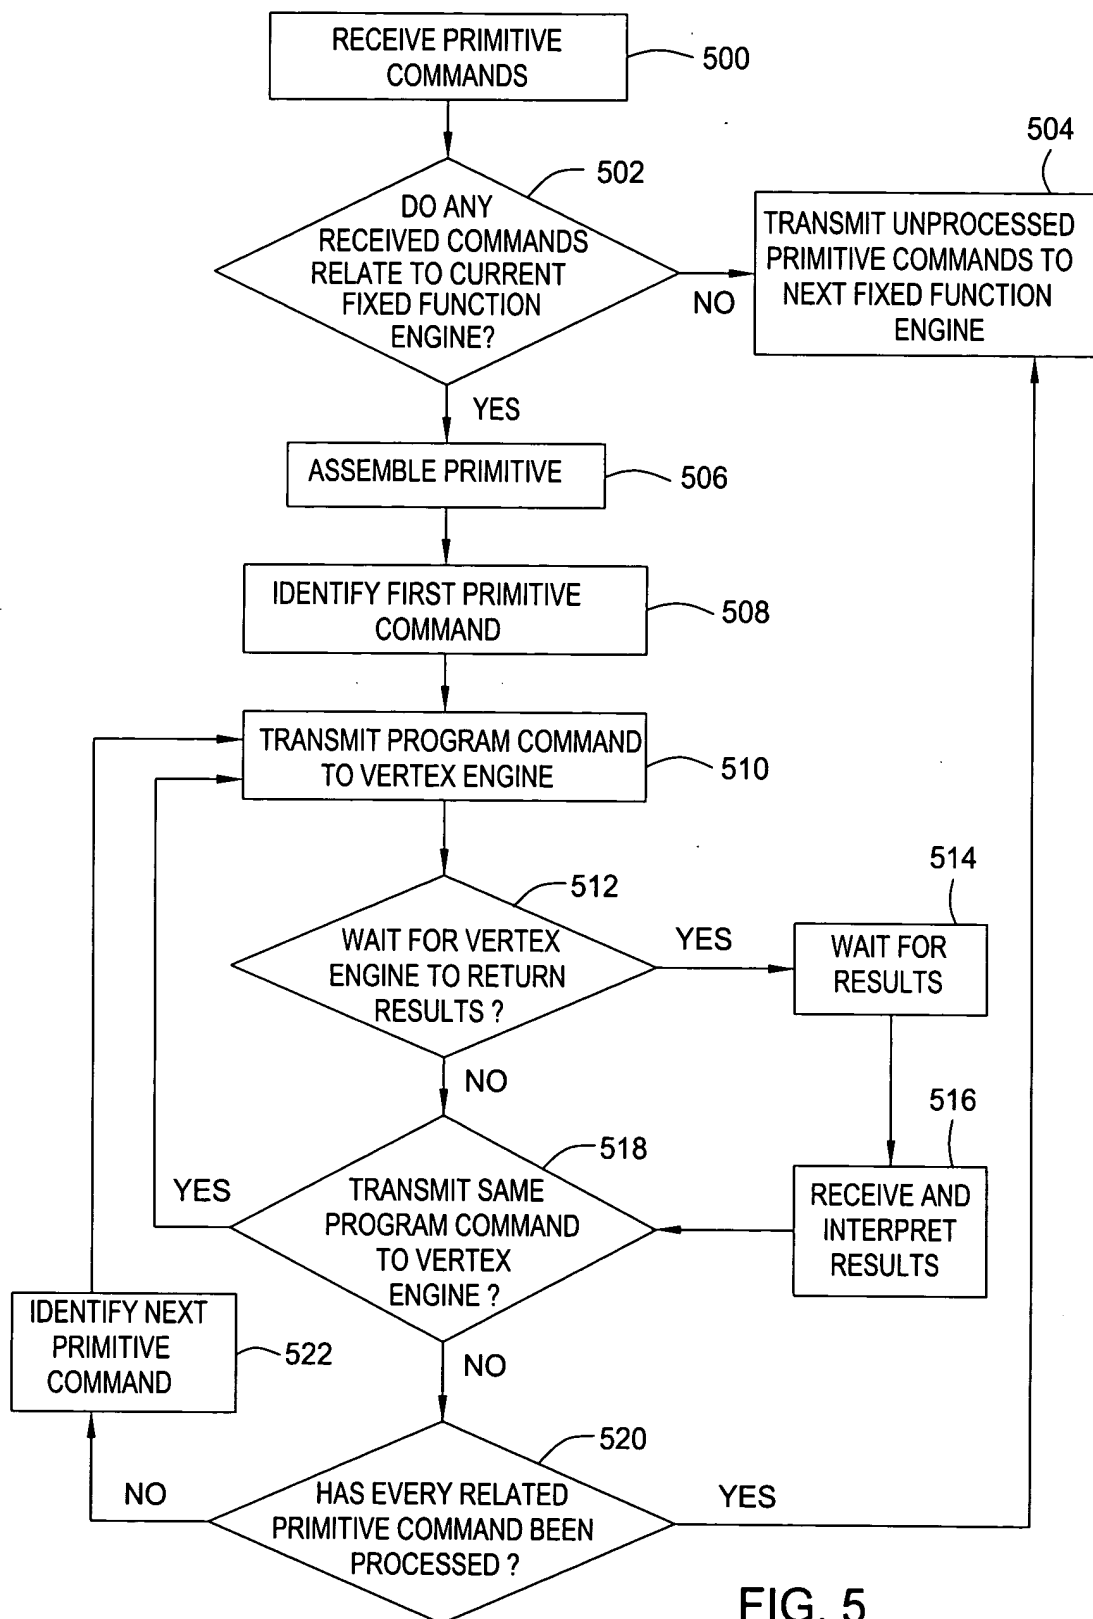 RECEIVE PRIMITIVE
COMMANDS
500
502
DO ANY
RECEIVED COMMANDS
RELATE TO CURRENT
FIXED FUNCTION
ENGINE?
NO
504
TRANSMIT UNPROCESSED
PRIMITIVE COMMANDS TO
NEXT FIXED FUNCTION
ENGINE
YES
ASSEMBLE PRIMITIVE
506
IDENTIFY FIRST PRIMITIVE
COMMAND
508
TRANSMIT PROGRAM COMMAND
TO VERTEX ENGINE
510
512
WAIT FOR VERTEX
ENGINE TO RETURN
RESULTS ?
YES
514
WAIT FOR
RESULTS
NO
516
RECEIVE AND
INTERPRET
RESULTS
518
TRANSMIT SAME
PROGRAM COMMAND
TO VERTEX
ENGINE ?
YES
NO
IDENTIFY NEXT
PRIMITIVE
COMMAND
522
520
HAS EVERY RELATED
PRIMITIVE COMMAND BEEN
PROCESSED ?
NO
YES
FIG. 5